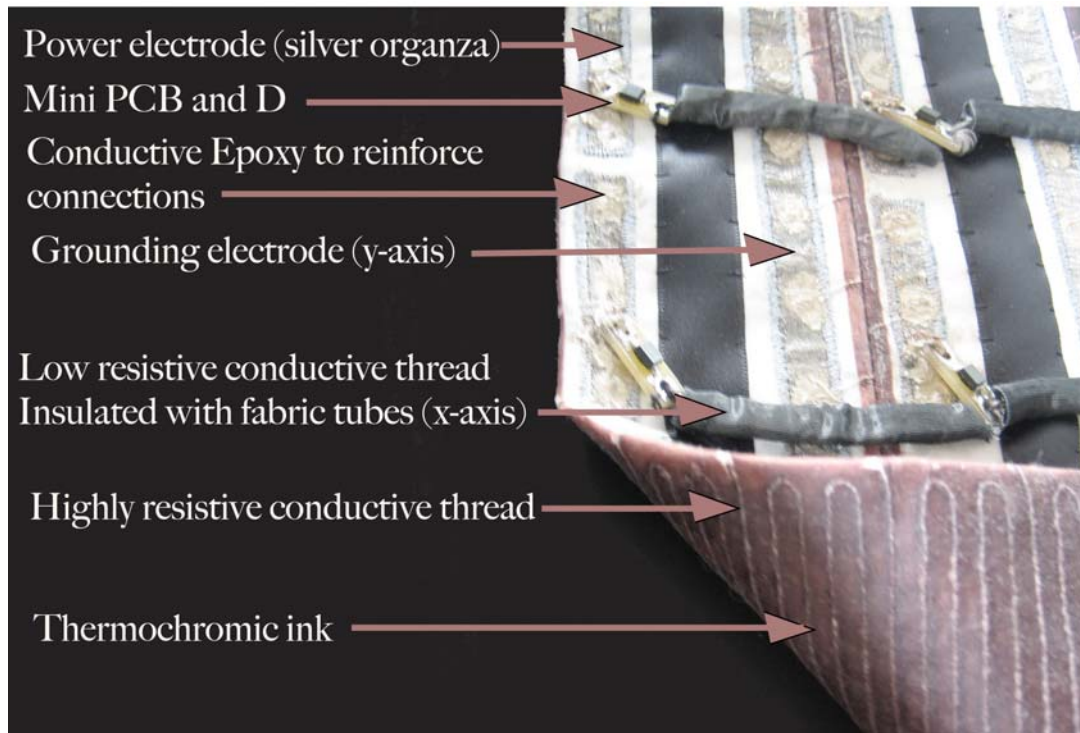 Power electrode (silver organza)
Mini PCB and D
Conductive Epoxy to reinforce
connections
Grounding electrode (y-axis)
Low resistive conductive thread
Insulated with fabric tubes (x-axis)
Highly resistive conductive thread
Thermochromic ink